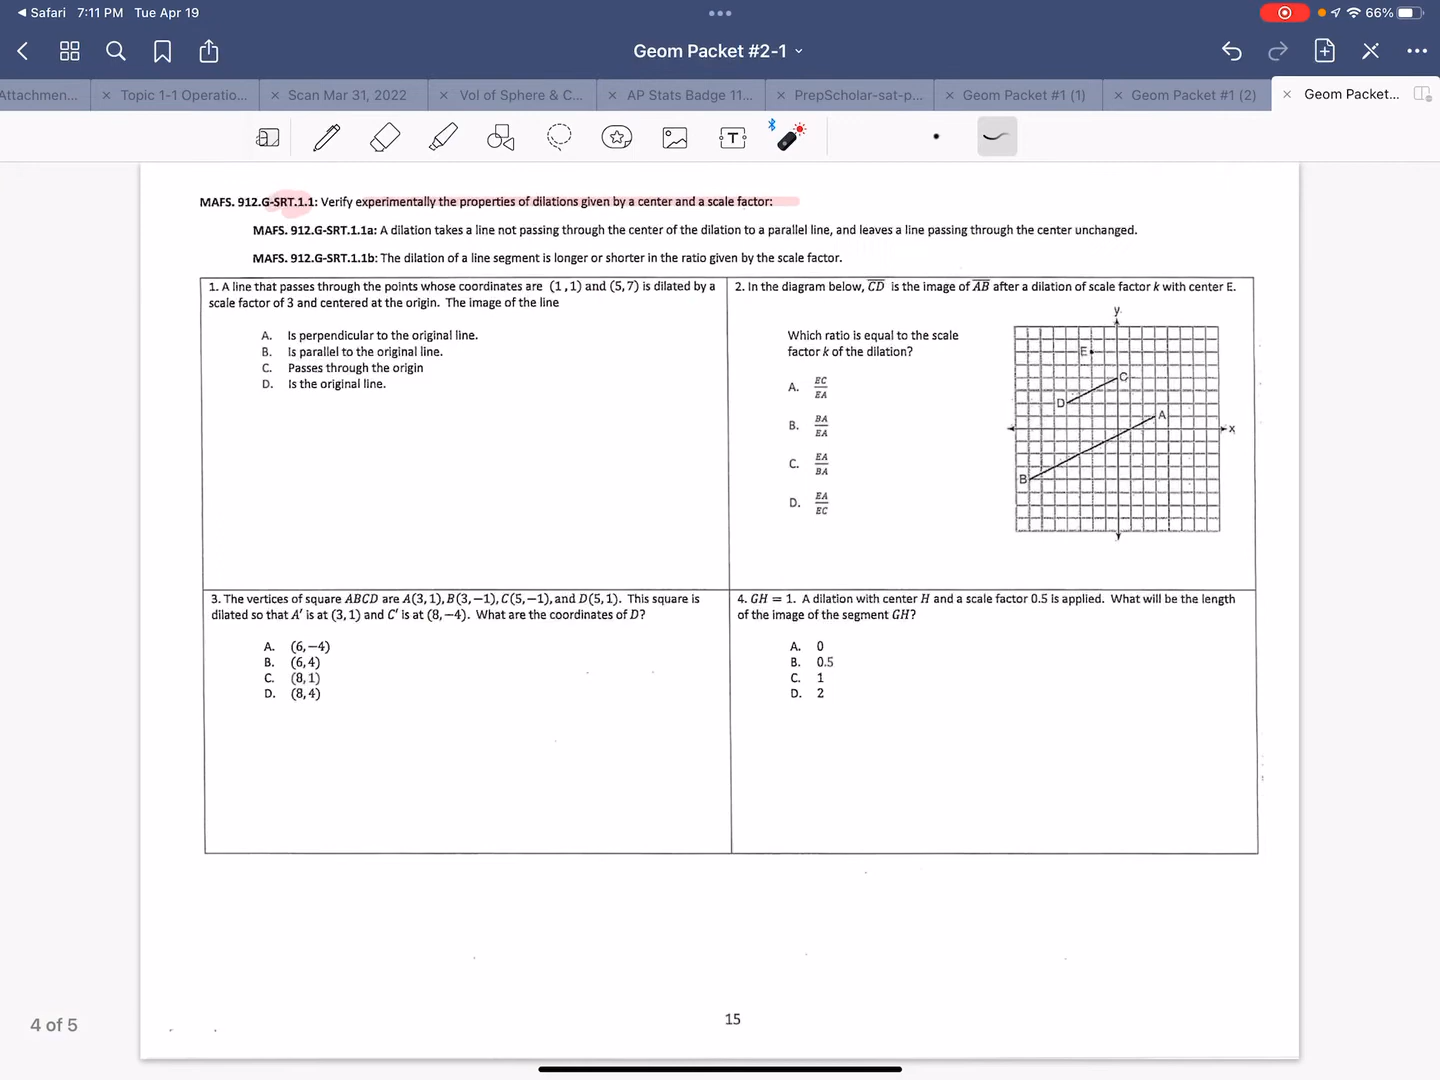 ◀ Safari 7:11 PM Tue Apr 19
66%
Geom Packet #2-1
Attachmen...
× Topic 1-1 Operatio...
× Scan Mar 31, 2022
× Vol of Sphere & C...
× AP Stats Badge 11...
× PrepScholar-sat-p...
× Geom Packet #1 (1)
× Geom Packet #1 (2)
× Geom Packet...
T
MAFS. 912.G-SRT.1.1: Verify experimentally the properties of dilations given by a center and a scale factor:
MAFS. 912.G-SRT.1.1a: A dilation takes a line not passing through the center of the dilation to a parallel line, and leaves a line passing through the center unchanged.
MAFS. 912.G-SRT.1.1b: The dilation of a line segment is longer or shorter in the ratio given by the scale factor.
1. A line that passes through the points whose coordinates are (1,1) and (5,7) is dilated by a
scale factor of 3 and centered at the origin. The image of the line
A. Is perpendicular to the original line.
B. Is parallel to the original line.
C. Passes through the origin
D. Is the original line.
2. In the diagram below, CD is the image of AB after a dilation of scale factor k with center E.
Which ratio is equal to the scale
factor k of the dilation?
A. EC/EA
B. BA/EA
C. EA/BA
D. EA/EC
y
E
C
D
A
x
B
3. The vertices of square ABCD are A(3,1), B(3,−1), C(5,−1), and D(5,1). This square is
dilated so that A′ is at (3,1) and C′ is at (8,−4). What are the coordinates of D?
A. (6,−4)
B. (6,4)
C. (8,1)
D. (8,4)
4. GH = 1. A dilation with center H and a scale factor 0.5 is applied. What will be the length
of the image of the segment GH?
A. 0
B. 0.5
C. 1
D. 2
15
4 of 5